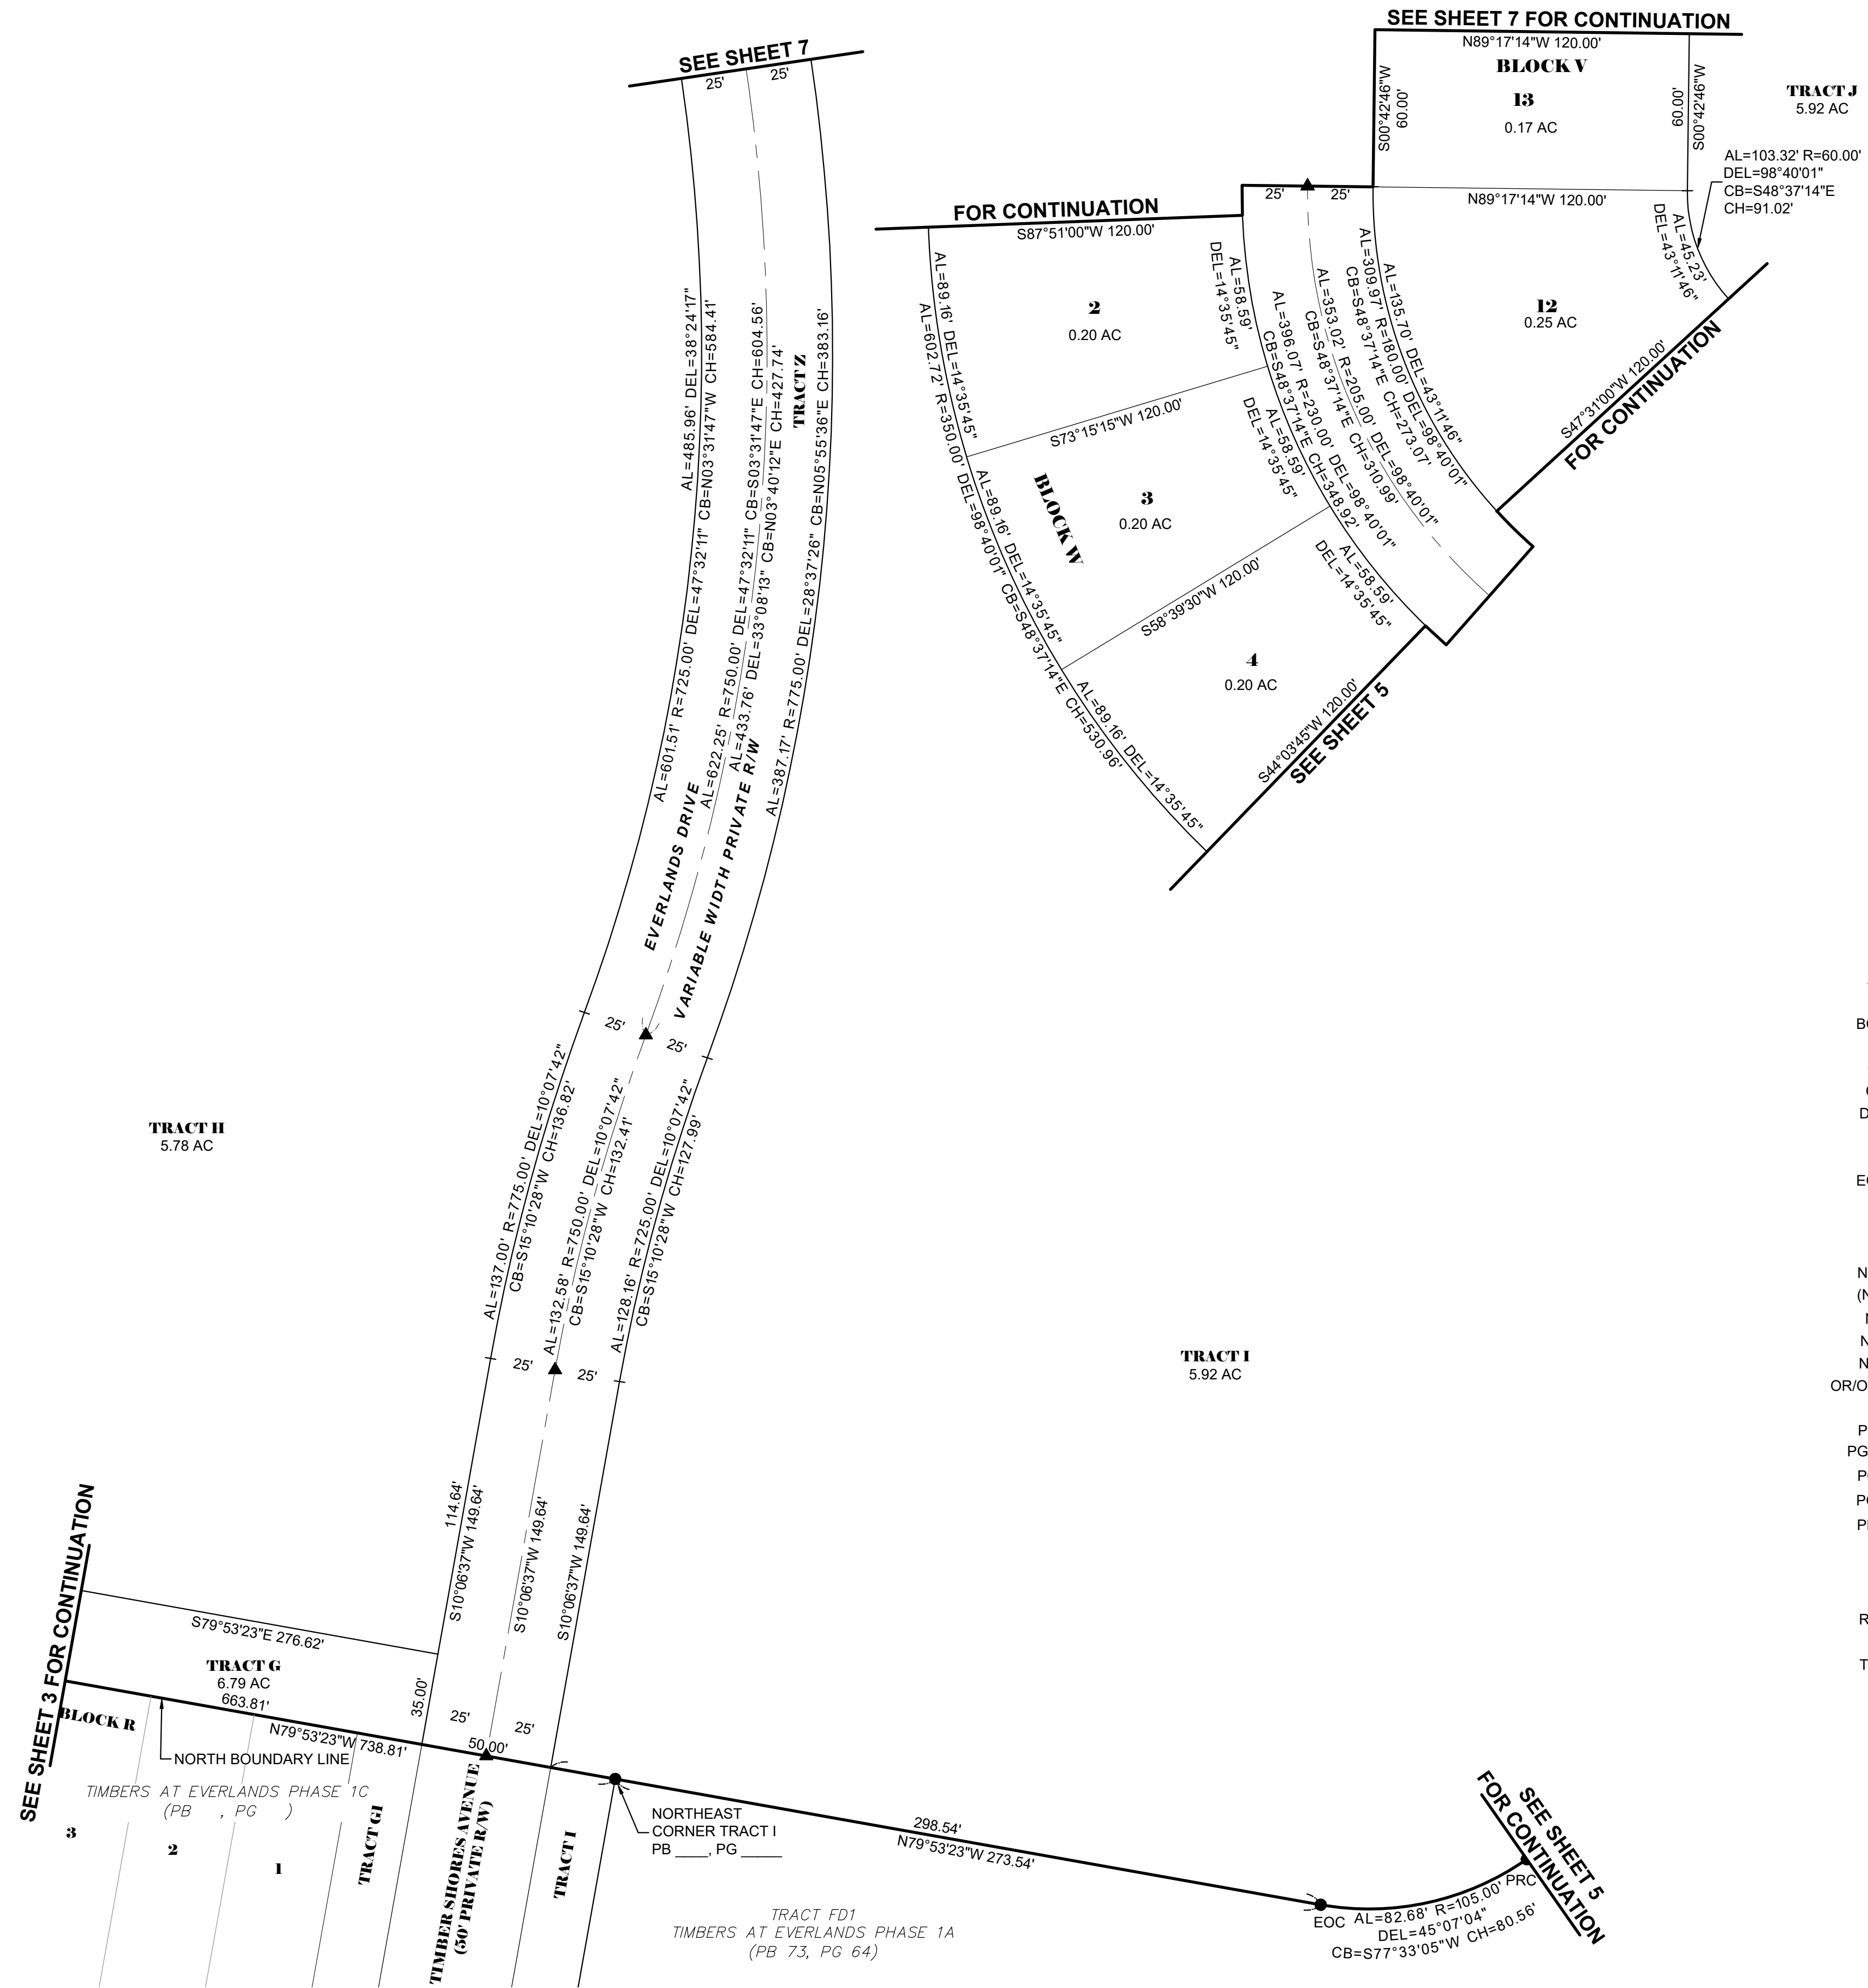 SEE SHEET 7 FOR CONTINUATION
N89°17'14"W 120.00'
BLOCK V
13
0.17 AC
S00°42'46"W
60.00'
60.00'
S00°42'46"W
TRACT J
5.92 AC
AL=103.32' R=60.00'
DEL=98°40'01"
CB=S48°37'14"E
CH=91.02'
N89°17'14"W 120.00'
AL=45.23'
DEL=43°11'46"
12
0.25 AC
S47°31'00"W 120.00'
FOR CONTINUATION
25'
25'
AL=135.70' DEL=43°11'46"
AL=309.97' R=180.00' DEL=98°40'01"
CB=S48°37'14"E CH=273.07'
AL=353.02' R=205.00' DEL=98°40'01"
CB=S48°37'14"E CH=310.99'
AL=396.07' R=230.00' DEL=98°40'01"
CB=S48°37'14"E CH=348.92'
FOR CONTINUATION
S87°51'00"W 120.00'
AL=58.59'
DEL=14°35'45"
2
0.20 AC
AL=89.16' DEL=14°35'45"
AL=602.72' R=350.00' DEL=98°40'01" CB=S48°37'14"E CH=530.96'
S73°15'15"W 120.00'
AL=58.59'
DEL=14°35'45"
BLOCK W
3
0.20 AC
AL=89.16' DEL=14°35'45"
S58°39'30"W 120.00'
AL=58.59'
DEL=14°35'45"
4
0.20 AC
AL=89.16' DEL=14°35'45"
S44°03'45"W 120.00'
SEE SHEET 5
SEE SHEET 7
25'
25'
AL=485.96' DEL=38°24'17"
AL=601.51' R=725.00' DEL=47°32'11" CB=N03°31'47"W CH=584.41'
AL=622.25' R=750.00' DEL=47°32'11" CB=S03°31'47"E CH=604.56'
AL=433.76' DEL=33°08'13" CB=N03°40'12"E CH=427.74'
TRACT Z
AL=387.17' R=775.00' DEL=28°37'26" CB=N05°55'36"E CH=383.16'
EVERLANDS DRIVE
VARIABLE WIDTH PRIVATE R/W
25'
25'
AL=137.00' R=775.00' DEL=10°07'42"
CB=S15°10'28"W CH=136.82'
AL=132.58' R=750.00' DEL=10°07'42"
CB=S15°10'28"W CH=132.41'
AL=128.16' R=725.00' DEL=10°07'42"
CB=S15°10'28"W CH=127.99'
25'
25'
TRACT H
5.78 AC
TRACT I
5.92 AC
114.64'
S10°06'37"W 149.64'
S10°06'37"W 149.64'
S10°06'37"W 149.64'
SEE SHEET 3 FOR CONTINUATION
S79°53'23"E 276.62'
TRACT G
6.79 AC
663.81'
N79°53'23"W 738.81'
35.00'
25'
25'
50.00'
BLOCK R
NORTH BOUNDARY LINE
TIMBERS AT EVERLANDS PHASE 1C
(PB , PG )
3
2
1
TRACT G1
TIMBER SHORES AVENUE
(50' PRIVATE R/W)
TRACT I
NORTHEAST
CORNER TRACT I
PB ____, PG _____
298.54'
N79°53'23"W 273.54'
TRACT FD1
TIMBERS AT EVERLANDS PHASE 1A
(PB 73, PG 64)
EOC
AL=82.68' R=105.00'
DEL=45°07'04"
CB=S77°33'05"W CH=80.56'
PRC
SEE SHEET 5
FOR CONTINUATION
OR/O
PG